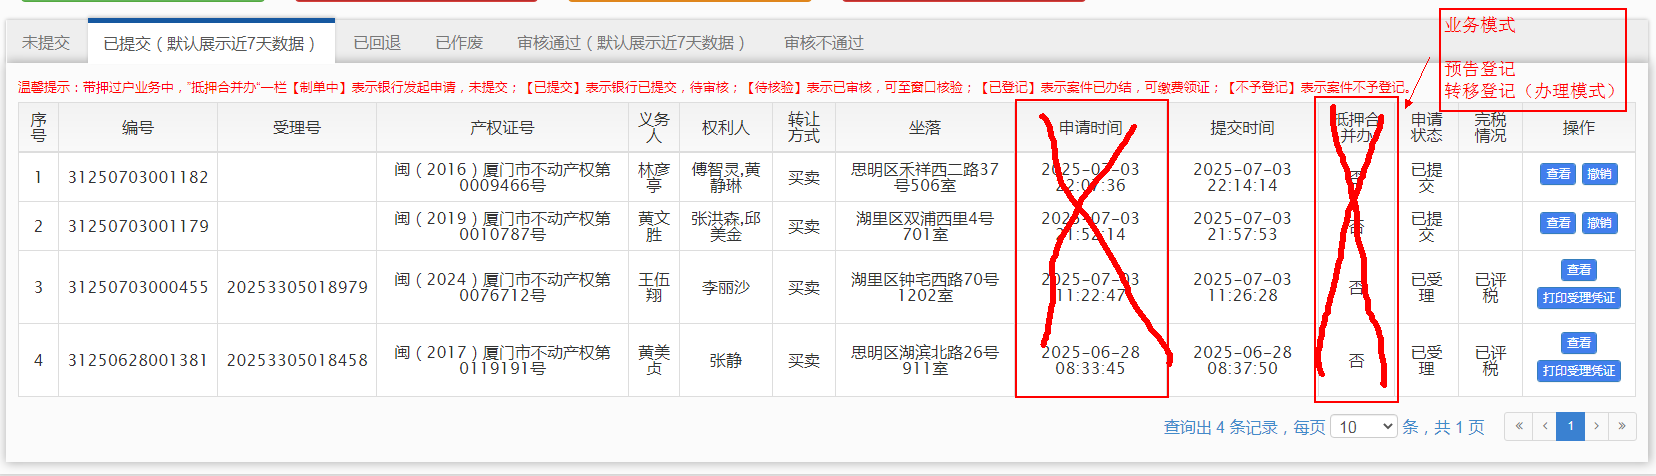 业务模式
未提交 已提交（默认展示近7天数据） 已回退 已作废 审核通过（默认展示近7天数据） 审核不通过
预告登记
转移登记（办理模式）
温馨提示：带押过户业务中，"抵押合并办"一栏【制单中】表示银行发起申请，未提交；【已提交】表示银行已提交，待审核；【待核验】表示已审核，可至窗口核验；【已登记】表示案件已办结，可缴费领证；【不予登记】表示案件不予登记。
序号 编号 受理号 产权证号 义务人 权利人 转让方式 坐落 申请时间 提交时间 抵押合并办 申请状态 完税情况 操作
1 31250703001182 闽（2016）厦门市不动产权第0009466号 林彦亭 傅智灵,黄静琳 买卖 思明区禾祥西二路37号506室 2025-07-03 22:07:36 2025-07-03 22:14:14 否 已提交 查看 撤销
2 31250703001179 闽（2019）厦门市不动产权第0010787号 黄文胜 张洪森,邱美金 买卖 湖里区双浦西里4号701室 2025-07-03 21:52:14 2025-07-03 21:57:53 否 已提交 查看 撤销
3 31250703000455 20253305018979 闽（2024）厦门市不动产权第0076712号 王伍翔 李丽沙 买卖 湖里区钟宅西路70号1202室 2025-07-03 11:22:47 2025-07-03 11:26:28 否 已受理 已评税 查看 打印受理凭证
4 31250628001381 20253305018458 闽（2017）厦门市不动产权第0119191号 黄美贞 张静 买卖 思明区湖滨北路26号911室 2025-06-28 08:33:45 2025-06-28 08:37:50 否 已受理 已评税 查看 打印受理凭证
查询出 4 条记录，每页 10 条，共 1 页 « ‹ 1 › »